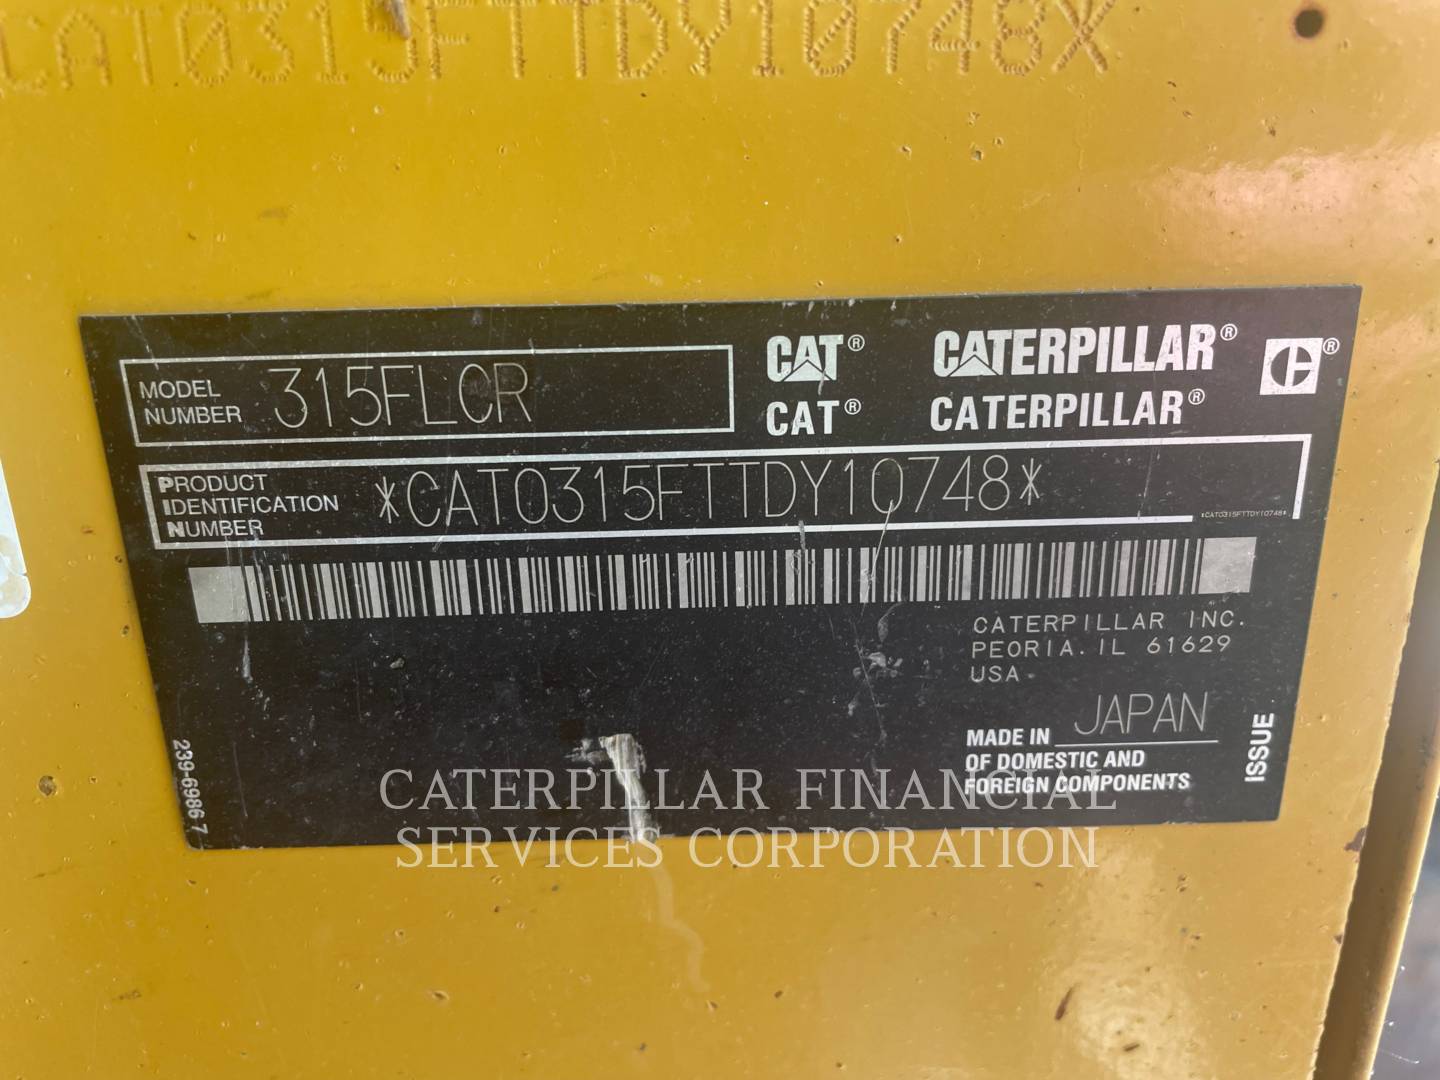 CAT0315FTTDY10748X
MODEL NUMBER 315FLCR
CAT® CATERPILLAR® ®
CAT® CATERPILLAR®
PRODUCT IDENTIFICATION NUMBER *CAT0315FTTDY10748*
*CAT0315FTTDY10748*
CATERPILLAR INC.
PEORIA. IL 61629
USA.
MADE IN JAPAN
OF DOMESTIC AND
FOREIGN COMPONENTS
ISSUE
239-6986 7
CATERPILLAR FINANCIAL
SERVICES CORPORATION